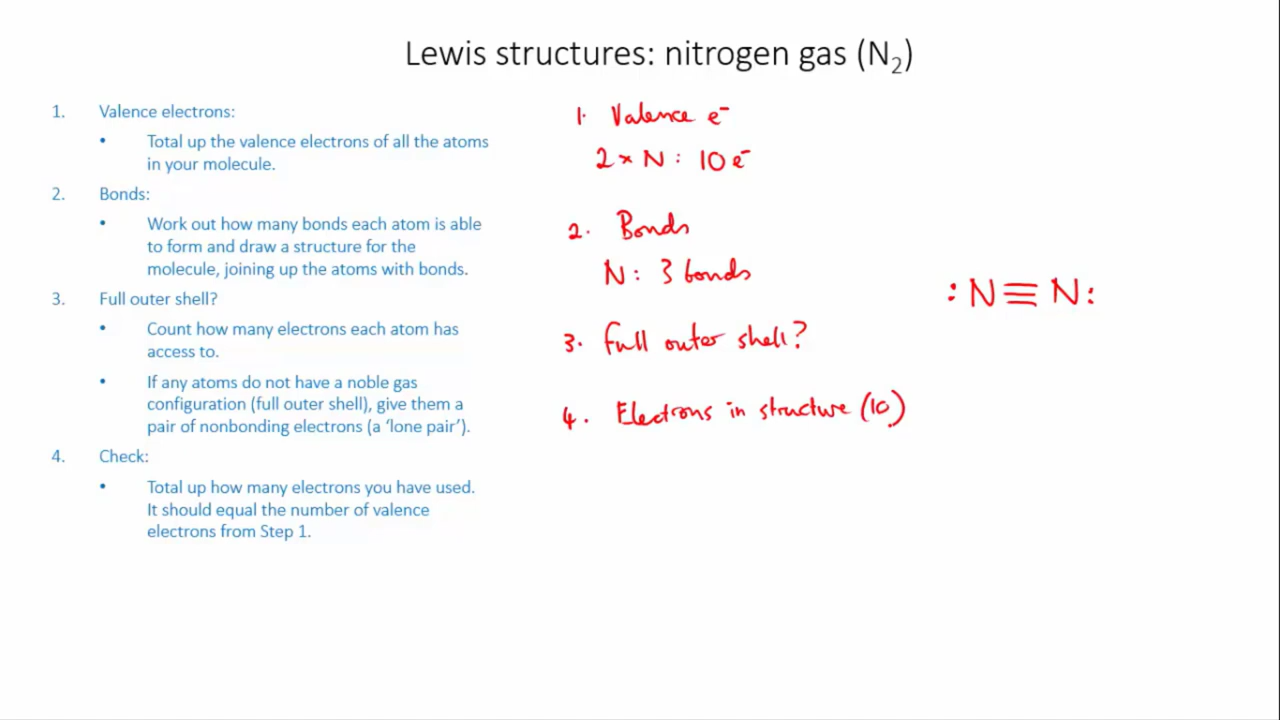 Lewis structures: nitrogen gas (N₂)
1. Valence electrons:
• Total up the valence electrons of all the atoms
in your molecule.
2. Bonds:
• Work out how many bonds each atom is able
to form and draw a structure for the
molecule, joining up the atoms with bonds.
3. Full outer shell?
• Count how many electrons each atom has
access to.
• If any atoms do not have a noble gas
configuration (full outer shell), give them a
pair of nonbonding electrons (a ‘lone pair’).
4. Check:
• Total up how many electrons you have used.
It should equal the number of valence
electrons from Step 1.
1. Valence e⁻
2 × N : 10 e⁻
2. Bonds
N: 3 bonds
3. Full outer shell?
4. Electrons in structure (10)
:N≡N: